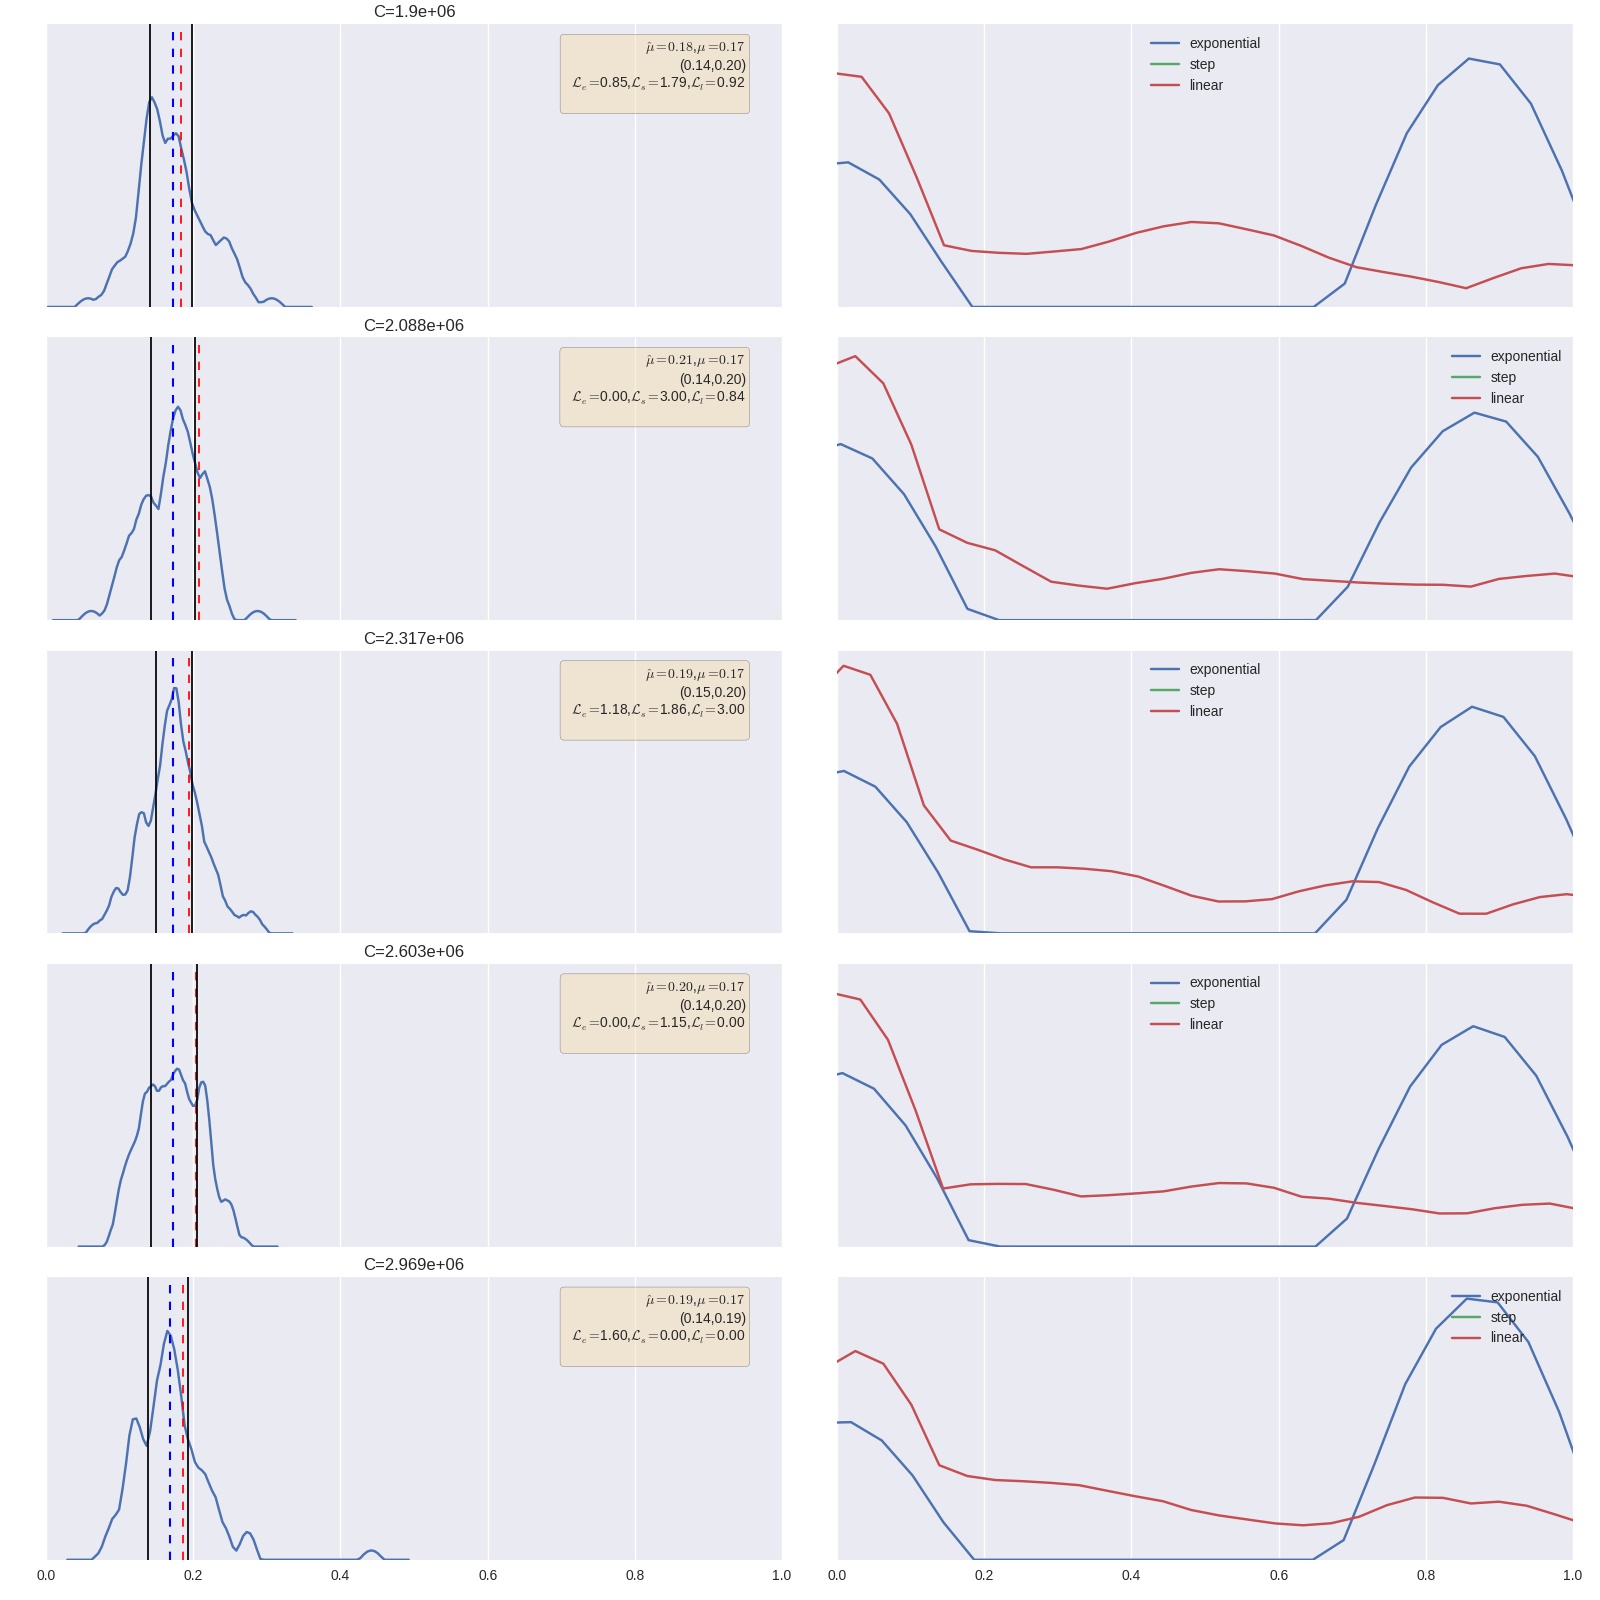 C=1.9e+06
μ̂=0.18,μ=0.17
(0.14,0.20)
ℒₑ=0.85,ℒₛ=1.79,ℒₗ=0.92
exponential
step
linear
C=2.088e+06
μ̂=0.21,μ=0.17
(0.14,0.20)
ℒₑ=0.00,ℒₛ=3.00,ℒₗ=0.84
exponential
step
linear
C=2.317e+06
μ̂=0.19,μ=0.17
(0.15,0.20)
ℒₑ=1.18,ℒₛ=1.86,ℒₗ=3.00
exponential
step
linear
C=2.603e+06
μ̂=0.20,μ=0.17
(0.14,0.20)
ℒₑ=0.00,ℒₛ=1.15,ℒₗ=0.00
exponential
step
linear
C=2.969e+06
μ̂=0.19,μ=0.17
(0.14,0.19)
ℒₑ=1.60,ℒₛ=0.00,ℒₗ=0.00
exponential
step
linear
0.0 0.2 0.4 0.6 0.8 1.0
0.0 0.2 0.4 0.6 0.8 1.0